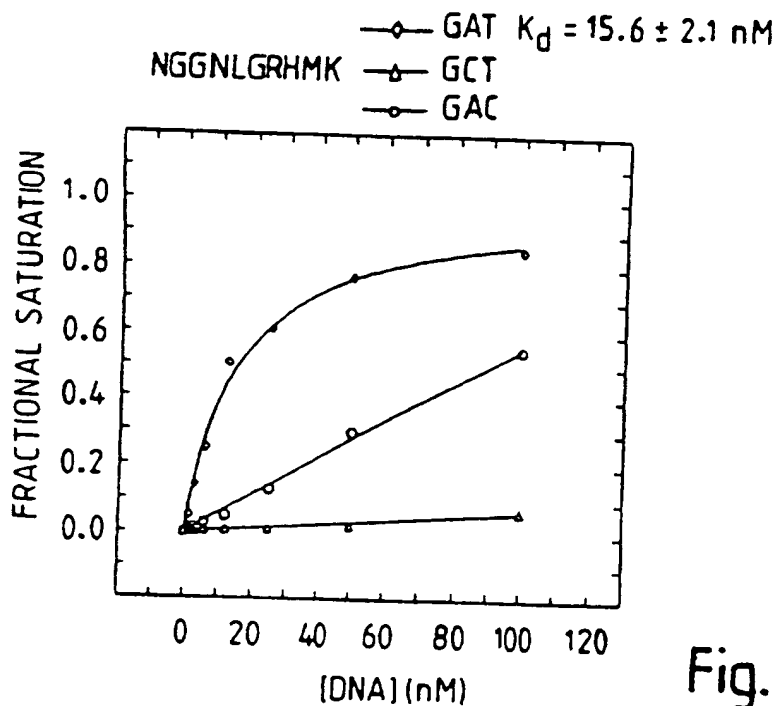 GAT Kd = 15.6 ± 2.1 nM
NGGNLGRHMK GCT
GAC
FRACTIONAL SATURATION
1.0
0.8
0.6
0.4
0.2
0.0
0 20 40 60 80 100 120
[DNA] (nM)
Fig.